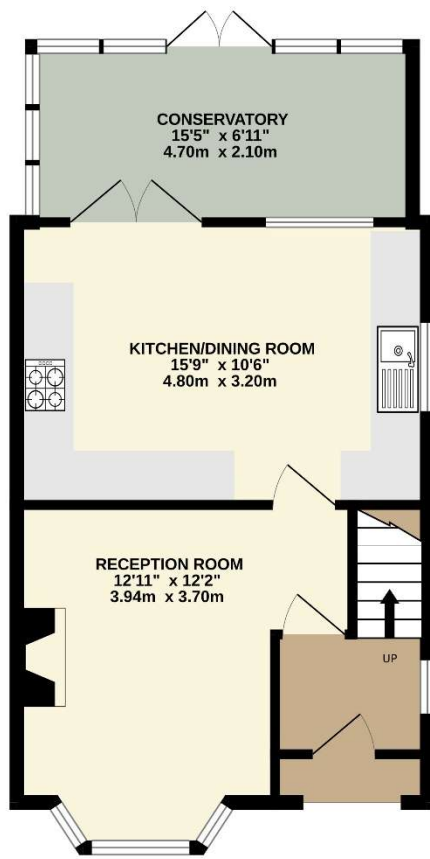 CONSERVATORY
15'5" x 6'11"
4.70m x 2.10m
KITCHEN/DINING ROOM
15'9" x 10'6"
4.80m x 3.20m
RECEPTION ROOM
12'11" x 12'2"
3.94m x 3.70m
UP